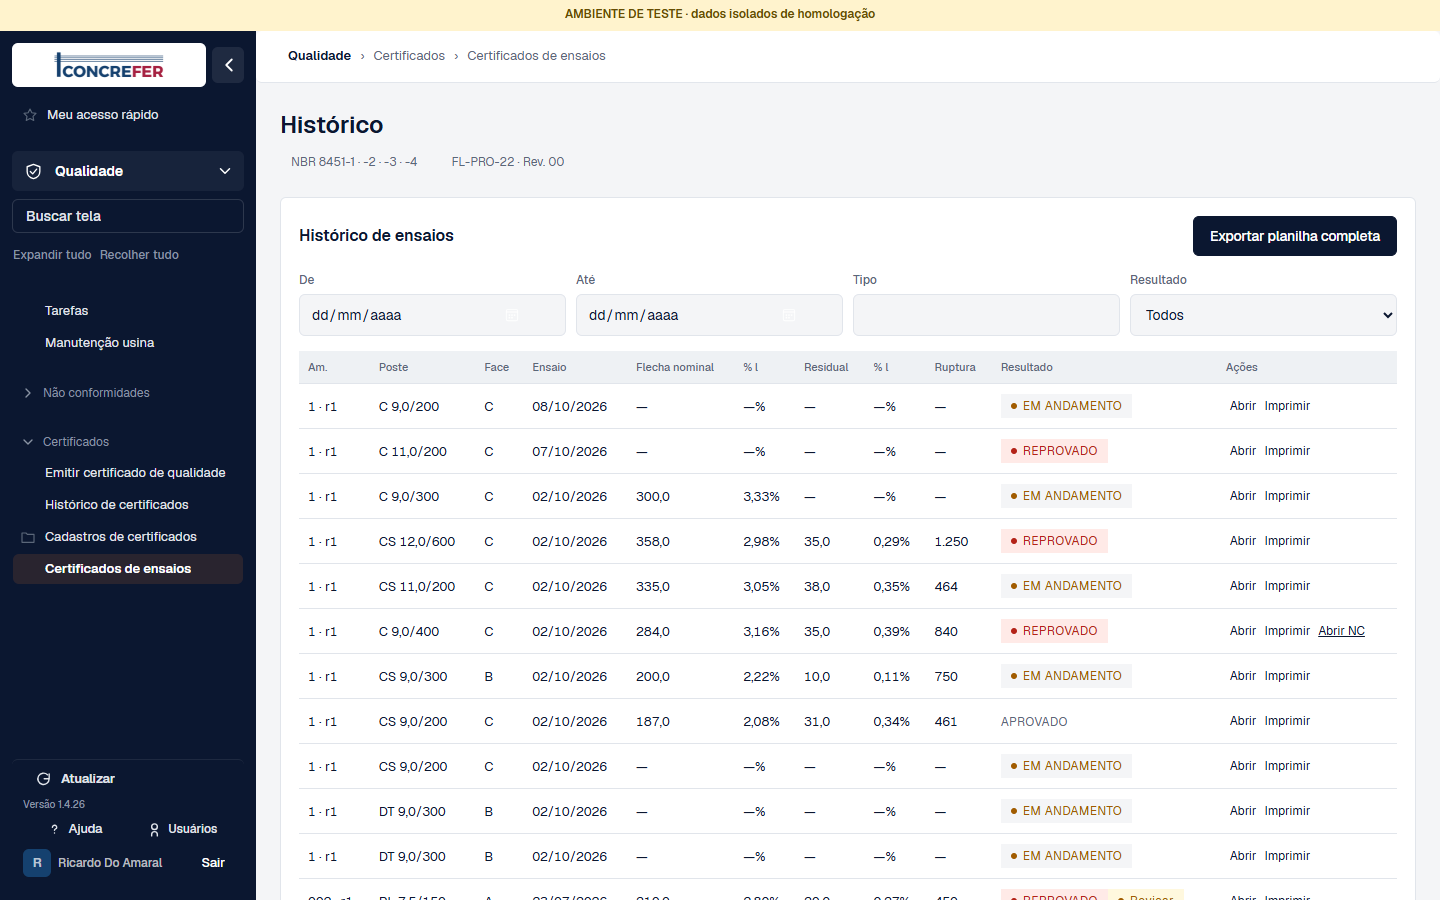 AMBIENTE DE TESTE · dados isolados de homologação
CONCREFER
Meu acesso rápido
Qualidade
Buscar tela
Expandir tudo Recolher tudo
Tarefas
Manutenção usina
Não conformidades
Certificados
Emitir certificado de qualidade
Histórico de certificados
Cadastros de certificados
Certificados de ensaios
Atualizar
Versão 1.4.26
? Ajuda Usuários
R Ricardo Do Amaral Sair
Qualidade › Certificados › Certificados de ensaios
Histórico
NBR 8451-1 · -2 · -3 · -4 FL-PRO-22 · Rev. 00
Histórico de ensaios Exportar planilha completa
De Até Tipo Resultado
dd/mm/aaaa dd/mm/aaaa Todos
Am. Poste Face Ensaio Flecha nominal % l Residual % l Ruptura Resultado Ações
1 · r1 C 9,0/200 C 08/10/2026 — —% — —% — EM ANDAMENTO Abrir Imprimir
1 · r1 C 11,0/200 C 07/10/2026 — —% — —% — REPROVADO Abrir Imprimir
1 · r1 C 9,0/300 C 02/10/2026 300,0 3,33% — —% — EM ANDAMENTO Abrir Imprimir
1 · r1 CS 12,0/600 C 02/10/2026 358,0 2,98% 35,0 0,29% 1.250 REPROVADO Abrir Imprimir
1 · r1 CS 11,0/200 C 02/10/2026 335,0 3,05% 38,0 0,35% 464 EM ANDAMENTO Abrir Imprimir
1 · r1 C 9,0/400 C 02/10/2026 284,0 3,16% 35,0 0,39% 840 REPROVADO Abrir Imprimir Abrir NC
1 · r1 CS 9,0/300 B 02/10/2026 200,0 2,22% 10,0 0,11% 750 EM ANDAMENTO Abrir Imprimir
1 · r1 CS 9,0/200 C 02/10/2026 187,0 2,08% 31,0 0,34% 461 APROVADO Abrir Imprimir
1 · r1 CS 9,0/200 C 02/10/2026 — —% — —% — EM ANDAMENTO Abrir Imprimir
1 · r1 DT 9,0/300 B 02/10/2026 — —% — —% — EM ANDAMENTO Abrir Imprimir
1 · r1 DT 9,0/300 B 02/10/2026 — —% — —% — EM ANDAMENTO Abrir Imprimir
REPROVADO Revisar Abrir Imprimir